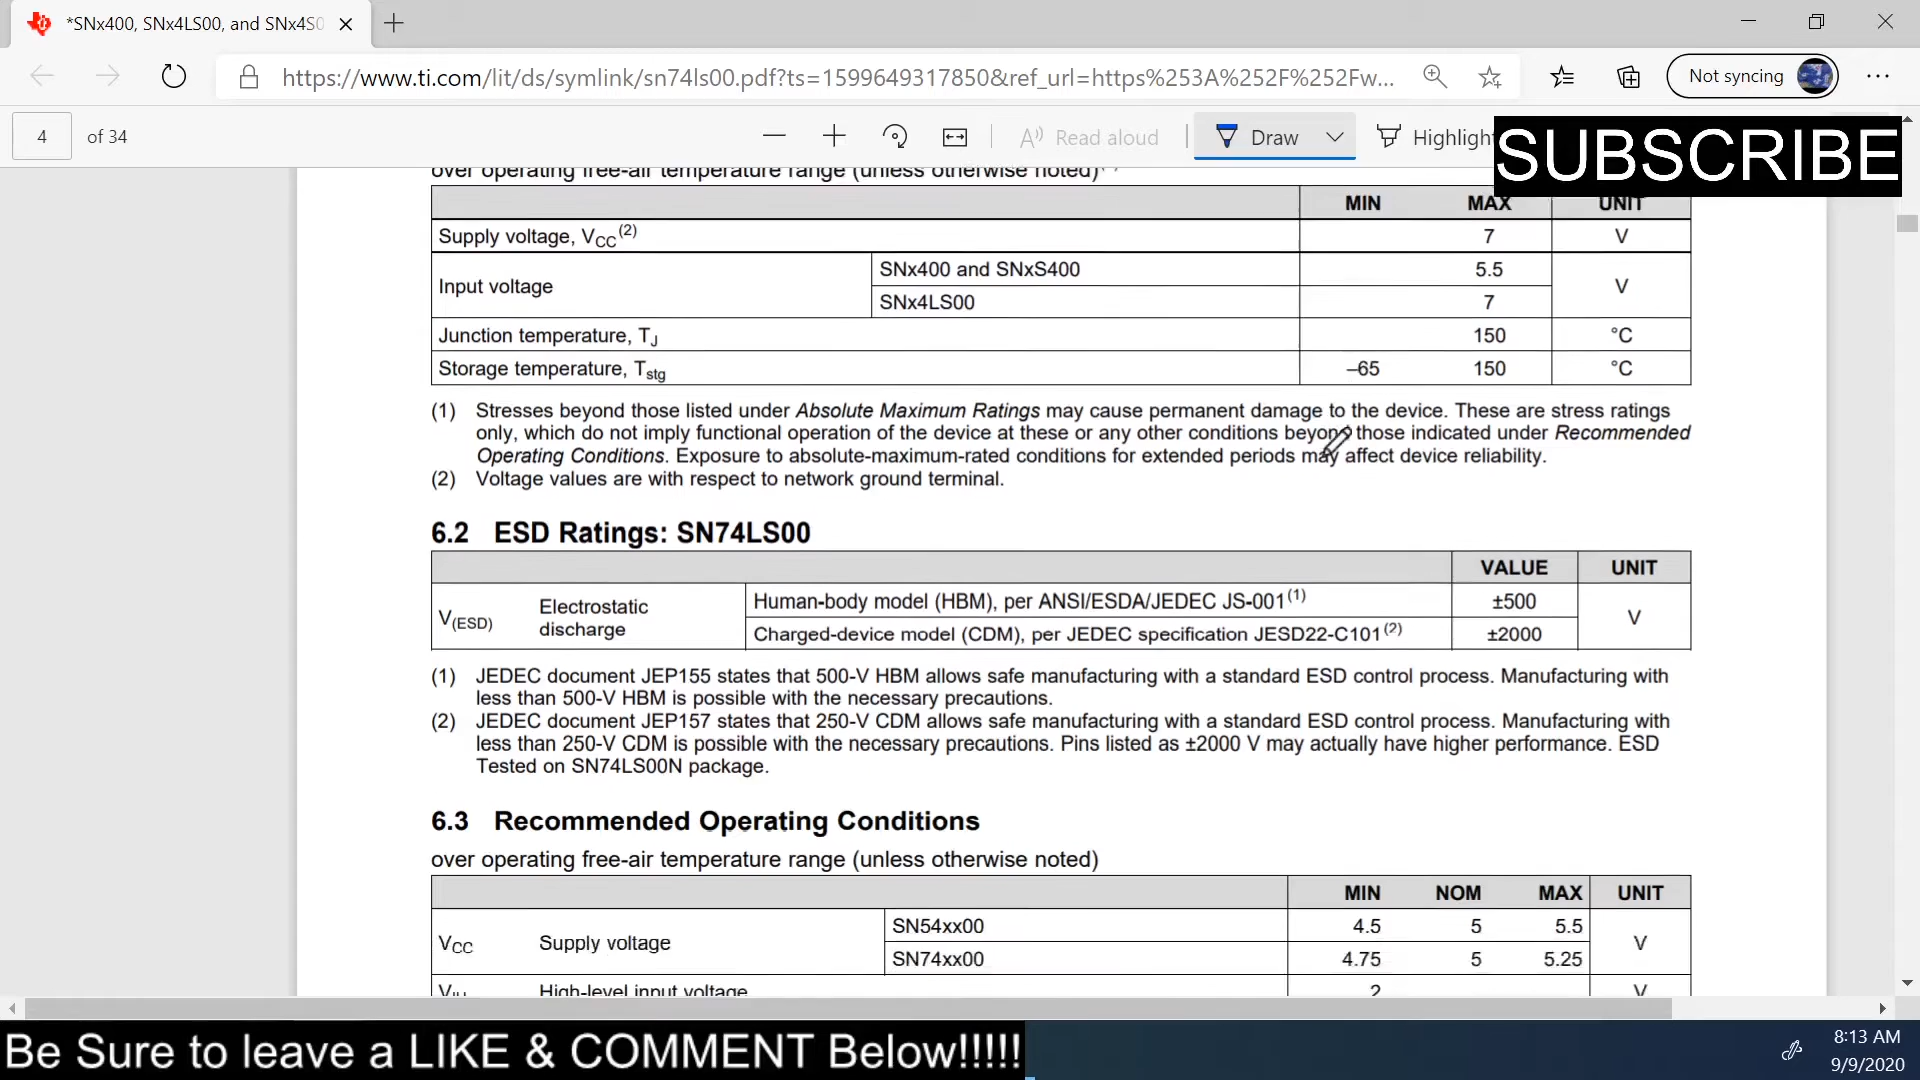 *SNx400, SNx4LS00, and SNx4S0
https://www.ti.com/lit/ds/symlink/sn74ls00.pdf?ts=1599649317850&ref_url=https%253A%252F%252Fw...
Not syncing
4 of 34
Read aloud
Draw
Highlight
SUBSCRIBE
over operating free-air temperature range (unless otherwise noted)
MIN MAX UNIT
Supply voltage, VCC(2) 7 V
Input voltage SNx400 and SNxS400 5.5 V
SNx4LS00 7
Junction temperature, TJ 150 °C
Storage temperature, Tstg –65 150 °C
(1) Stresses beyond those listed under Absolute Maximum Ratings may cause permanent damage to the device. These are stress ratings
only, which do not imply functional operation of the device at these or any other conditions beyond those indicated under Recommended
Operating Conditions. Exposure to absolute-maximum-rated conditions for extended periods may affect device reliability.
(2) Voltage values are with respect to network ground terminal.
6.2 ESD Ratings: SN74LS00
VALUE UNIT
V(ESD) Electrostatic discharge Human-body model (HBM), per ANSI/ESDA/JEDEC JS-001(1) ±500 V
Charged-device model (CDM), per JEDEC specification JESD22-C101(2) ±2000
(1) JEDEC document JEP155 states that 500-V HBM allows safe manufacturing with a standard ESD control process. Manufacturing with
less than 500-V HBM is possible with the necessary precautions.
(2) JEDEC document JEP157 states that 250-V CDM allows safe manufacturing with a standard ESD control process. Manufacturing with
less than 250-V CDM is possible with the necessary precautions. Pins listed as ±2000 V may actually have higher performance. ESD
Tested on SN74LS00N package.
6.3 Recommended Operating Conditions
over operating free-air temperature range (unless otherwise noted)
MIN NOM MAX UNIT
VCC Supply voltage SN54xx00 4.5 5 5.5 V
SN74xx00 4.75 5 5.25
VIH High-level input voltage 2 V
Be Sure to leave a LIKE & COMMENT Below!!!!!
8:13 AM
9/9/2020